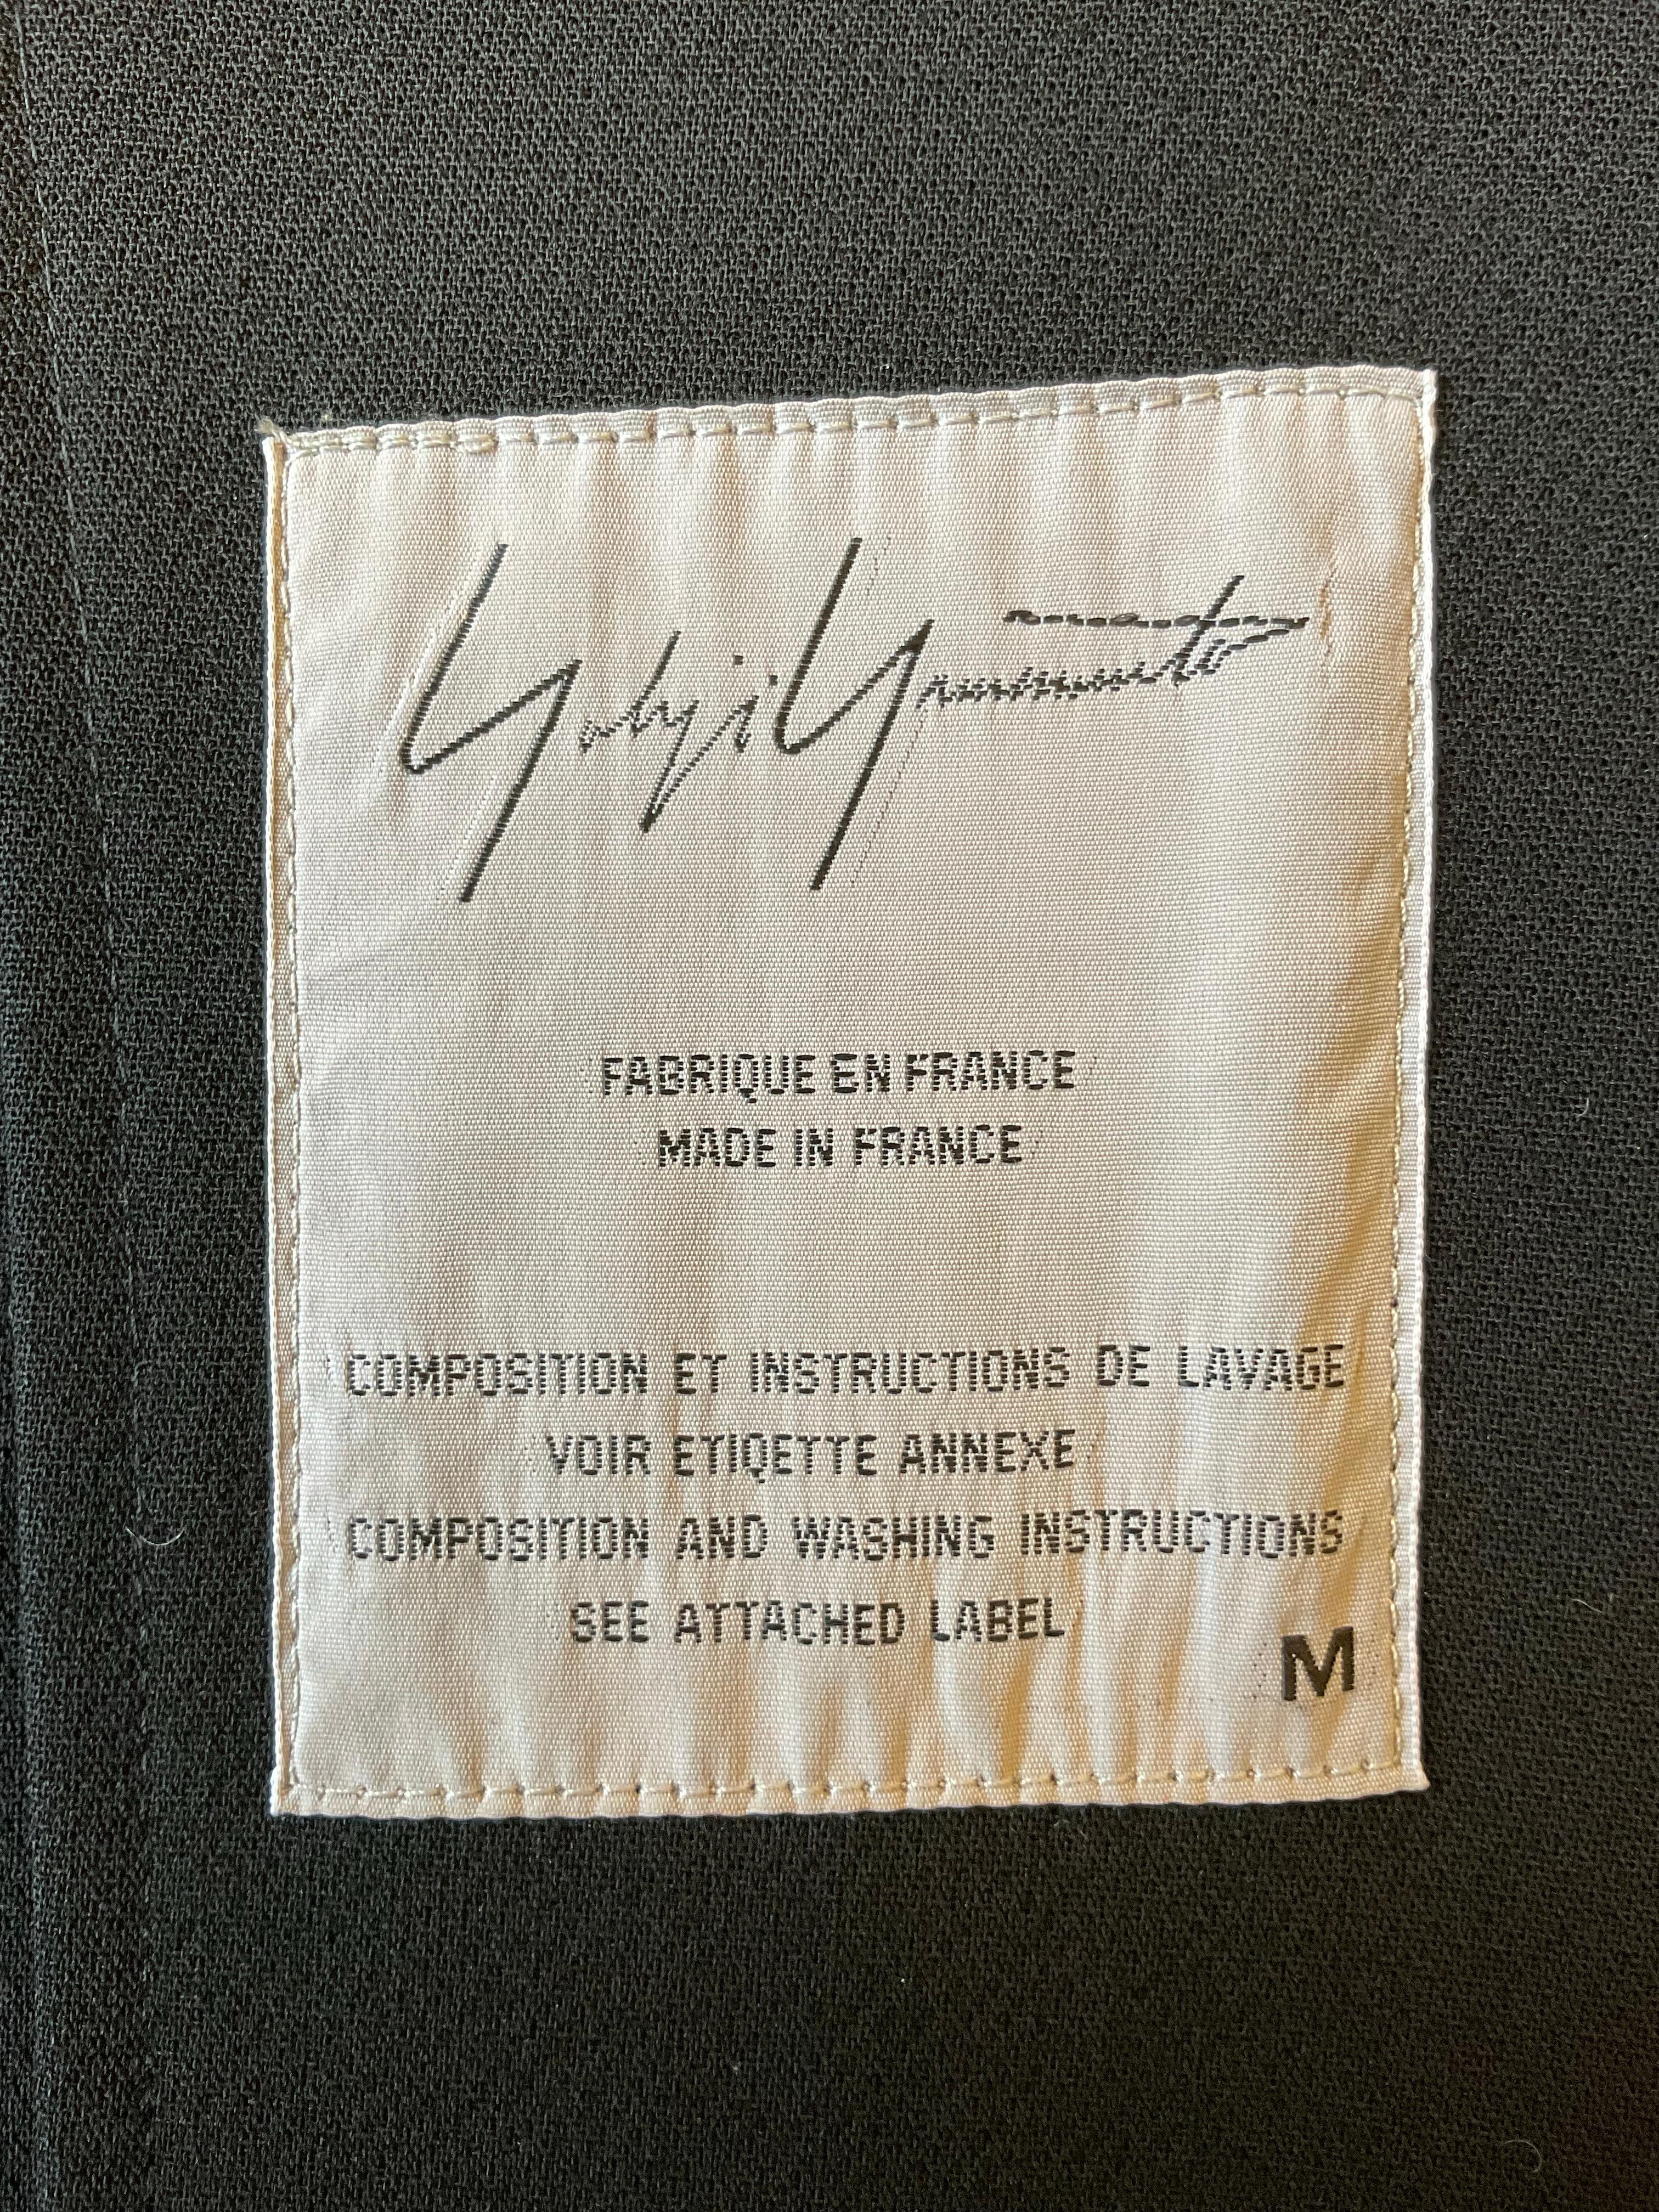 Yohji Yamamoto
FABRIQUE EN FRANCE
MADE IN FRANCE
COMPOSITION ET INSTRUCTIONS DE LAVAGE
VOIR ETIQETTE ANNEXE
COMPOSITION AND WASHING INSTRUCTIONS
SEE ATTACHED LABEL
M